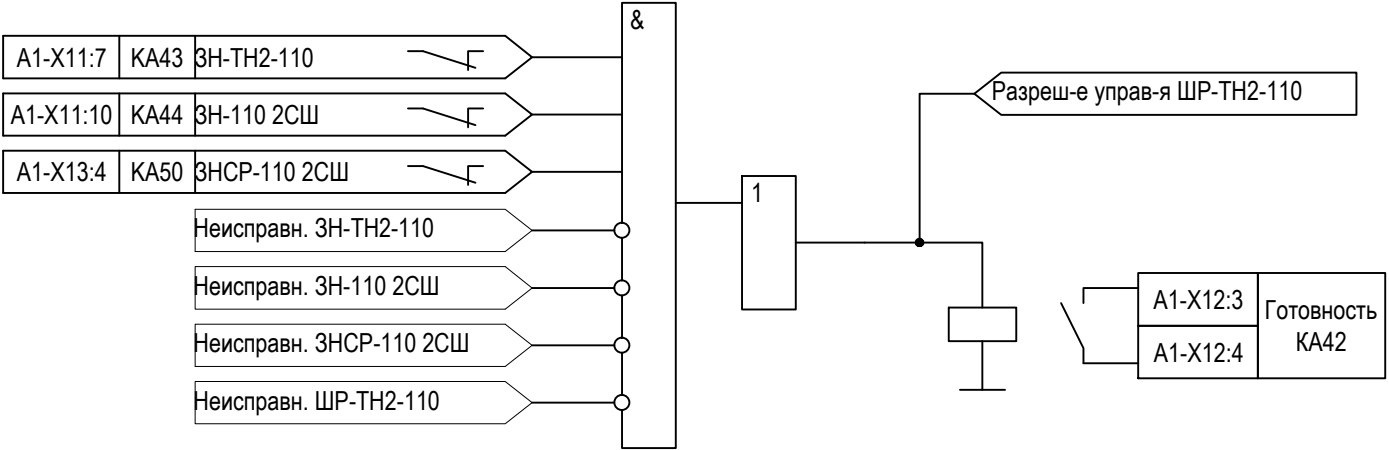 &
A1-X11:7 KA43 ЗН-ТН2-110
A1-X11:10 KA44 ЗН-110 2СШ
A1-X13:4 KA50 ЗНСР-110 2СШ
Неисправн. ЗН-ТН2-110
Неисправн. ЗН-110 2СШ
Неисправн. ЗНСР-110 2СШ
Неисправн. ШР-ТН2-110
1
Разреш-е управ-я ШР-ТН2-110
A1-X12:3
A1-X12:4
Готовность
KA42